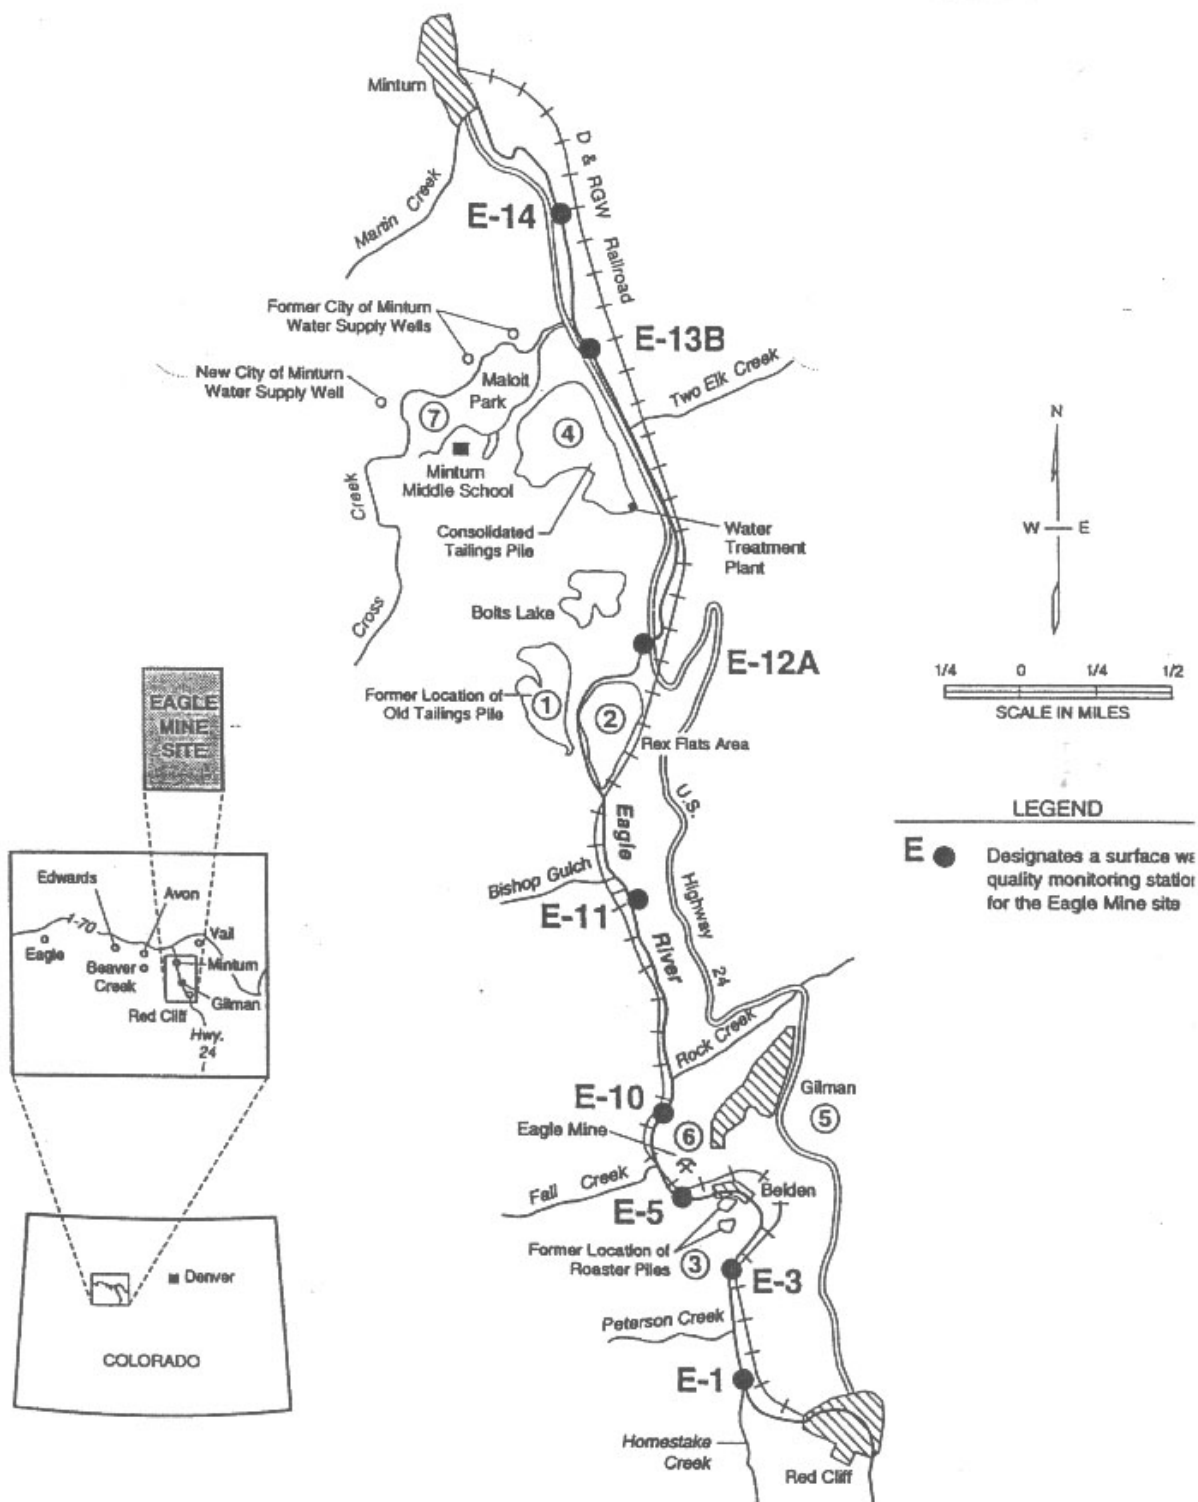 Minturn
D & RGW Railroad
Martin Creek
E-14
Former City of Minturn
Water Supply Wells
E-13B
New City of Minturn
Water Supply Well
Maloit
Park
Two Elk Creek
7
4
Minturn
Middle School
Creek
Cross
Consolidated
Tailings Pile
Water
Treatment
Plant
N
W
E
Bolts Lake
E-12A
1/4
0
1/4
1/2
SCALE IN MILES
Former Location of
Old Tailings Pile
1
2
Rex Flats Area
EAGLE
MINE
SITE
U.S.
Highway
24
Eagle
River
LEGEND
E
Designates a surface wa
quality monitoring station
for the Eagle Mine site
Bishop Gulch
E-11
Edwards
Avon
I-70
Vail
Eagle
Beaver
Creek
Minturn
Gilman
Red Cliff
Hwy.
24
Rock Creek
Gilman
5
E-10
Eagle Mine
6
Fall Creek
E-5
Belden
Former Location of
Roaster Piles
3
E-3
Denver
COLORADO
Peterson Creek
E-1
Homestake
Creek
Red Cliff